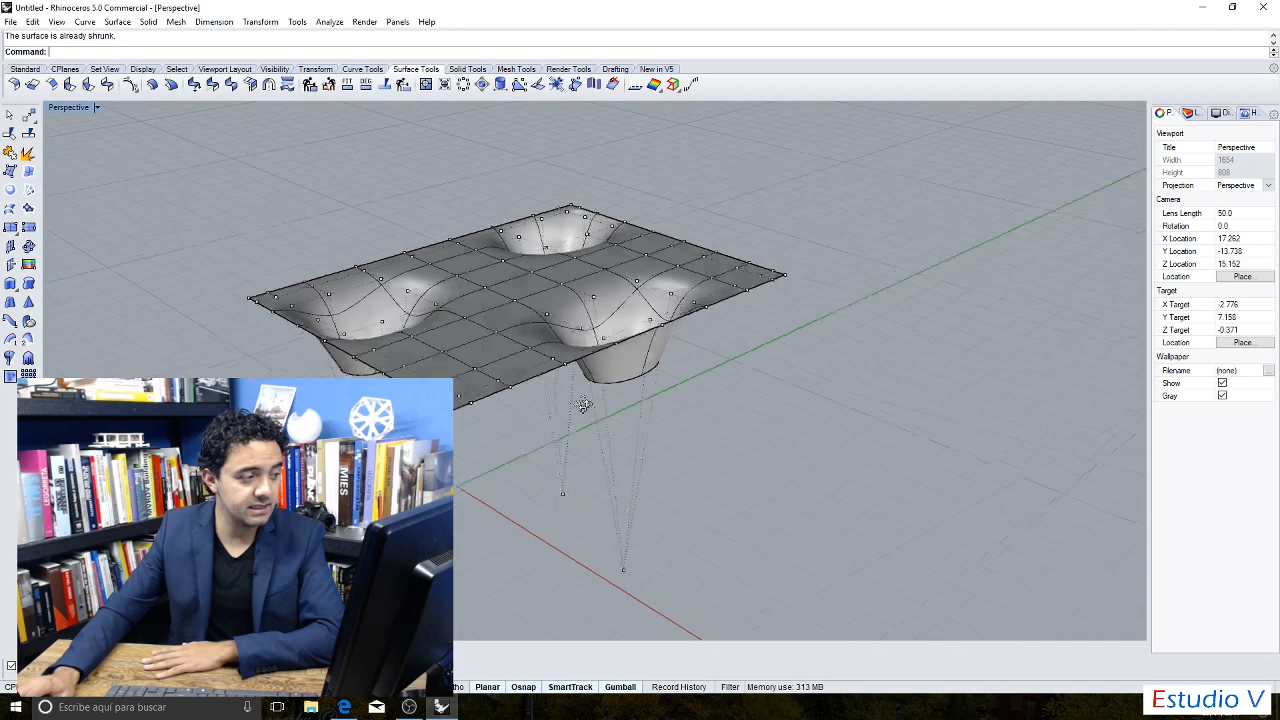 Untitled - Rhinoceros 5.0 Commercial - [Perspective]
File Edit View Curve Surface Solid Mesh Dimension Transform Tools Analyze Render Panels Help
The surface is already shrunk.
Command:
Standard CPlanes Set View Display Select Viewport Layout Visibility Transform Curve Tools Surface Tools Solid Tools Mesh Tools Render Tools Drafting New in V5
Perspective
P... L... Di... H...
Viewport
Title Perspective
Width 1654
Height 808
Projection Perspective
Camera
Lens Length 50.0
Rotation 0.0
X Location 17.262
Y Location -13.738
Z Location 15.152
Location Place...
Target
X Target -2.776
Y Target 7.158
Z Target -0.371
Location Place...
Wallpaper
Filename (none) ...
Show
Gray
MIES
Planar Osnap SmartTrack Gumball Record History Filter Memory use: 313 MB
Escribe aquí para buscar
Estudio V